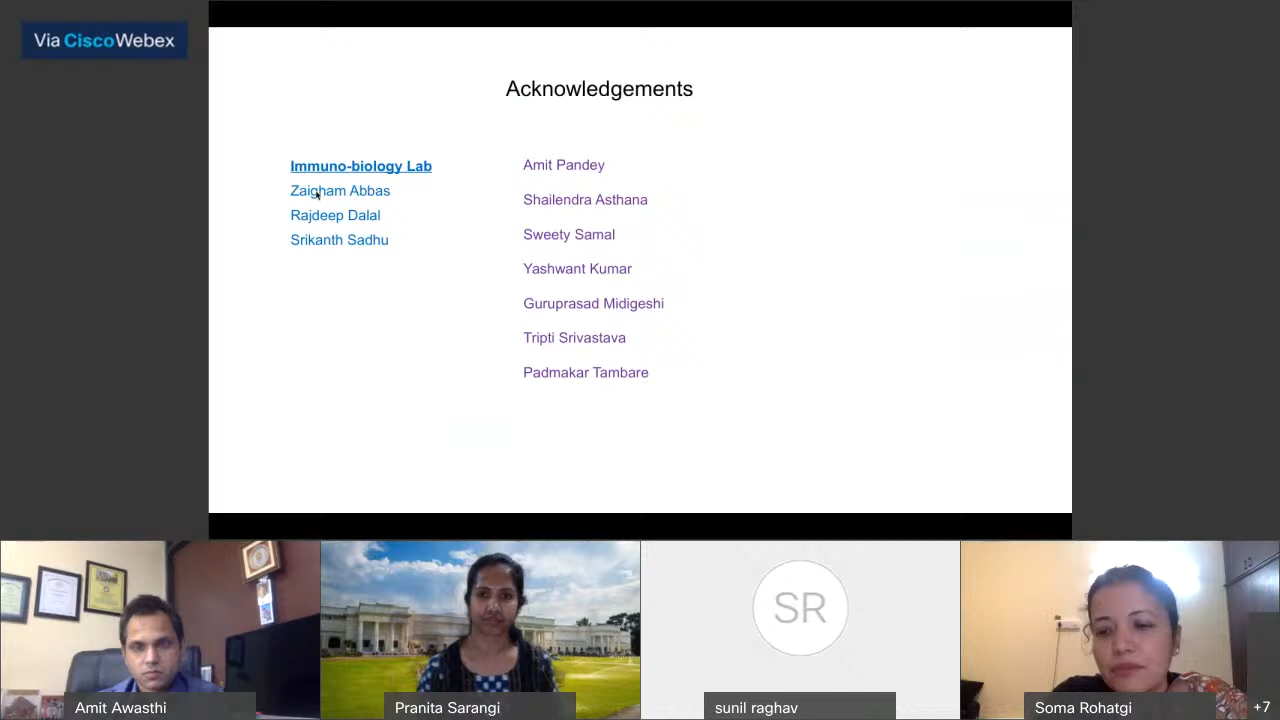 Via CiscoWebex
Acknowledgements
Immuno-biology Lab
Zaigham Abbas
Rajdeep Dalal
Srikanth Sadhu
Amit Pandey
Shailendra Asthana
Sweety Samal
Yashwant Kumar
Guruprasad Midigeshi
Tripti Srivastava
Padmakar Tambare
SR
Amit Awasthi
Pranita Sarangi
sunil raghav
Soma Rohatgi
+7